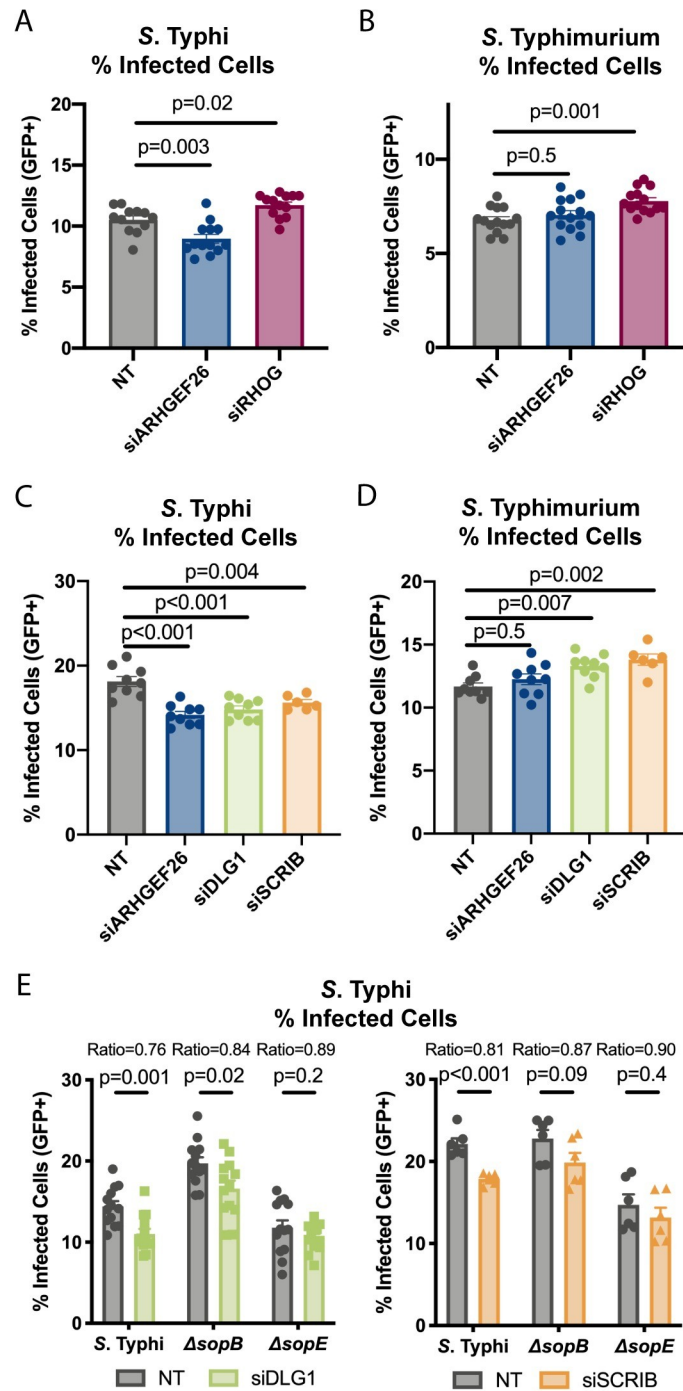 A
S. Typhi
% Infected Cells
% Infected Cells (GFP+)
20
15
10
5
0
p=0.02
p=0.003
NT
siARHGEF26
siRHOG
B
S. Typhimurium
% Infected Cells
% Infected Cells (GFP+)
10
5
0
p=0.001
p=0.5
NT
siARHGEF26
siRHOG
C
S. Typhi
% Infected Cells
% Infected Cells (GFP+)
30
20
10
0
p=0.004
p<0.001
p<0.001
NT
siARHGEF26
siDLG1
siSCRIB
D
S. Typhimurium
% Infected Cells
% Infected Cells (GFP+)
20
15
10
5
0
p=0.002
p=0.007
p=0.5
NT
siARHGEF26
siDLG1
siSCRIB
E
S. Typhi
% Infected Cells
Ratio=0.76 Ratio=0.84 Ratio=0.89
p=0.001 p=0.02 p=0.2
% Infected Cells (GFP+)
30
20
10
0
S. Typhi ΔsopB ΔsopE
NT siDLG1
Ratio=0.81 Ratio=0.87 Ratio=0.90
p<0.001 p=0.09 p=0.4
% Infected Cells (GFP+)
30
20
10
0
S. Typhi ΔsopB ΔsopE
NT siSCRIB